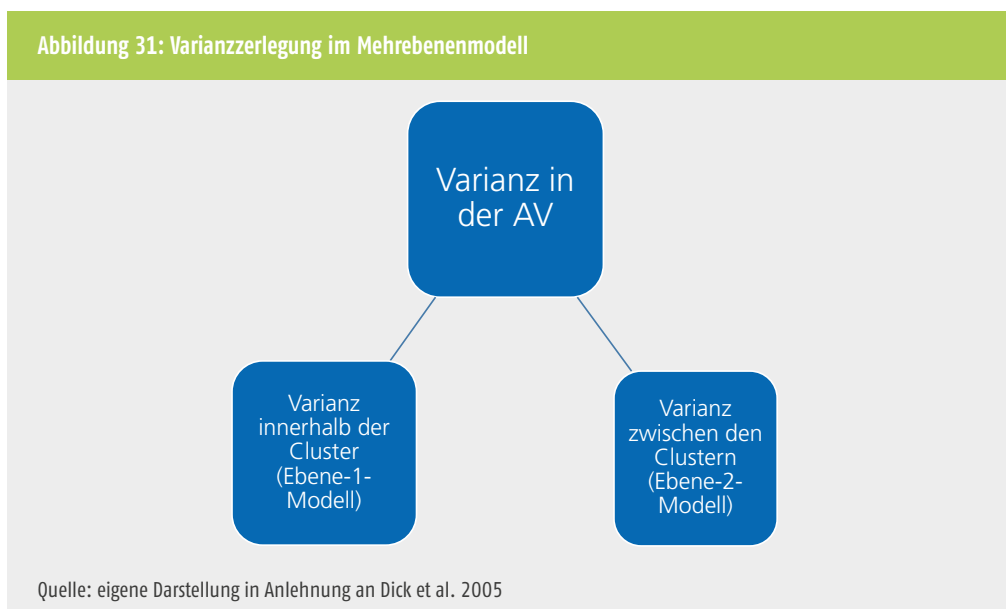 Abbildung 31: Varianzzerlegung im Mehrebenenmodell
Varianz in
der AV
Varianz
innerhalb der
Cluster
(Ebene-1-
Modell)
Varianz
zwischen den
Clustern
(Ebene-2-
Modell)
Quelle: eigene Darstellung in Anlehnung an Dick et al. 2005